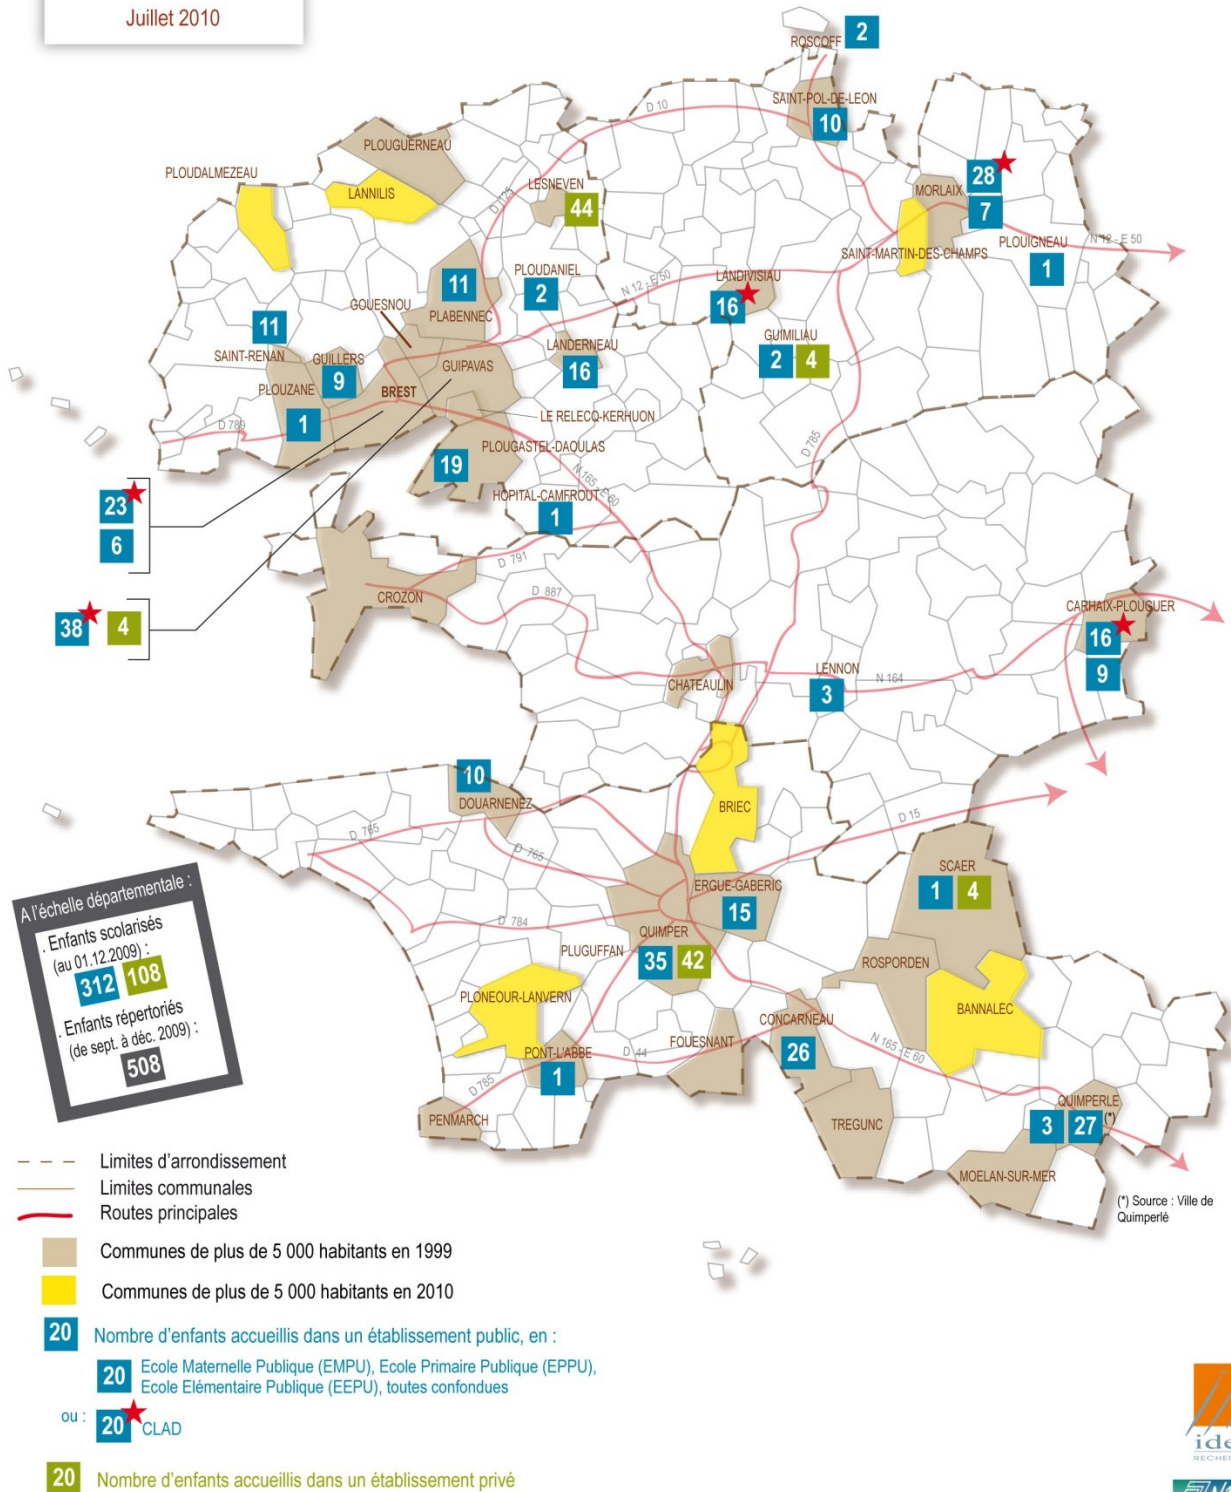 Juillet 2010
ROSCOFF
2
SAINT-POL-DE-LEON
10
D 10
PLOUGUERNEAU
PLOUDALMEZEAU
LANNILIS
LESNEVEN
44
D 125
28
MORLAIX
7
SAINT-MARTIN-DES-CHAMPS
PLOUIGNEAU
1
N 12 - E 50
PLOUDANIEL
2
11
PLABENNEC
GOUESNOU
N 12 - E 50
LANDIVISIAU
16
GUIMILIAU
2
4
11
SAINT-RENAN
GUILLERS
9
PLOUZANE
1
BREST
GUIPAVAS
LANDERNEAU
16
LE RELECQ-KERHUON
D 789
PLOUGASTEL-DAOULAS
19
D 785
N 165 - E 60
HOPITAL-CAMFROUT
1
23
6
38
4
D 791
CROZON
D 887
CARHAIX-PLOUGUER
16
9
CHATEAULIN
LENNON
3
N 164
10
DOUARNENEZ
BRIEC
D 15
D 765
D 765
SCAER
1
4
ERGUE-GABERIC
15
D 784
QUIMPER
PLUGUFFAN
35
42
ROSPORDEN
BANNALEC
PLONEOUR-LANVERN
CONCARNEAU
26
FOUESNANT
D 44
N 165 - E 60
PONT-L'ABBE
1
D 785
PENMARCH
TREGUNC
QUIMPERLE
3
27
(*)
MOELAN-SUR-MER
(*) Source : Ville de
Quimperlé
A l'échelle départementale :
. Enfants scolarisés
(au 01.12.2009) :
312 108
. Enfants répertoriés
(de sept. à déc. 2009) :
508
Limites d'arrondissement
Limites communales
Routes principales
Communes de plus de 5 000 habitants en 1999
Communes de plus de 5 000 habitants en 2010
20 Nombre d'enfants accueillis dans un établissement public, en :
20 Ecole Maternelle Publique (EMPU), Ecole Primaire Publique (EPPU),
Ecole Elémentaire Publique (EEPU), toutes confondues
ou : 20 CLAD
20 Nombre d'enfants accueillis dans un établissement privé